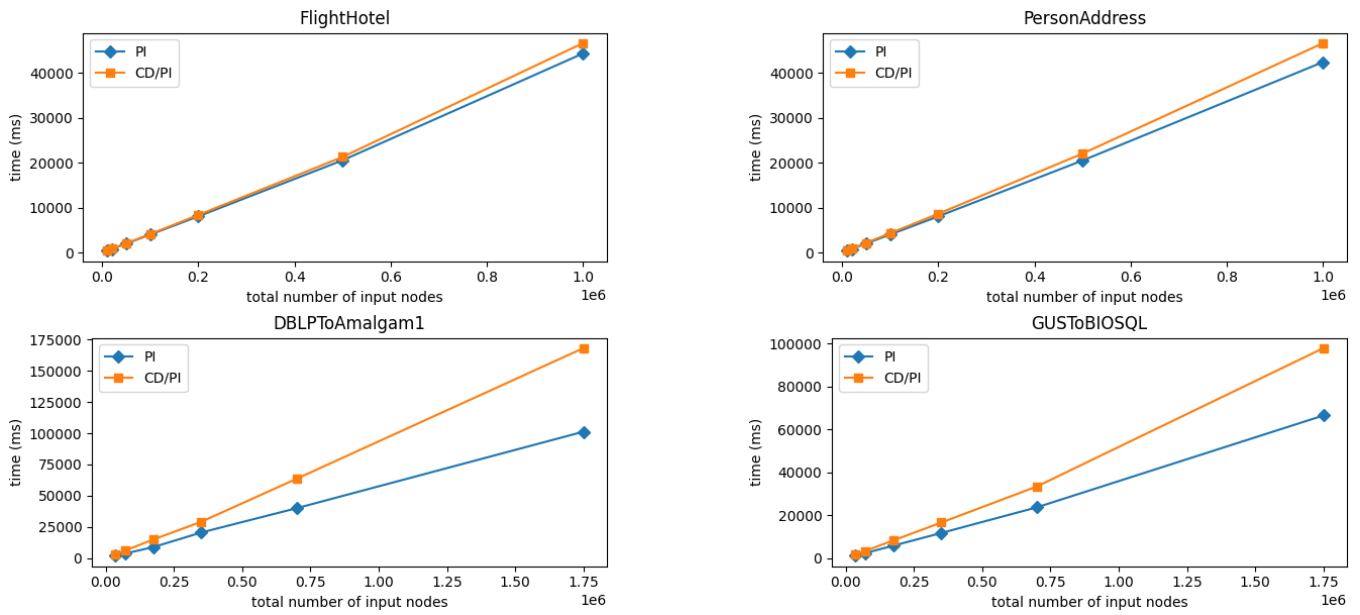 FlightHotel
PI
CD/PI
40000
30000
20000
10000
0
time (ms)
0.0 0.2 0.4 0.6 0.8 1.0
1e6
total number of input nodes
PersonAddress
PI
CD/PI
40000
30000
20000
10000
0
time (ms)
0.0 0.2 0.4 0.6 0.8 1.0
1e6
total number of input nodes
DBLPToAmalgam1
PI
CD/PI
175000
150000
125000
100000
75000
50000
25000
0
time (ms)
0.00 0.25 0.50 0.75 1.00 1.25 1.50 1.75
1e6
total number of input nodes
GUSToBIOSQL
PI
CD/PI
100000
80000
60000
40000
20000
0
time (ms)
0.00 0.25 0.50 0.75 1.00 1.25 1.50 1.75
1e6
total number of input nodes